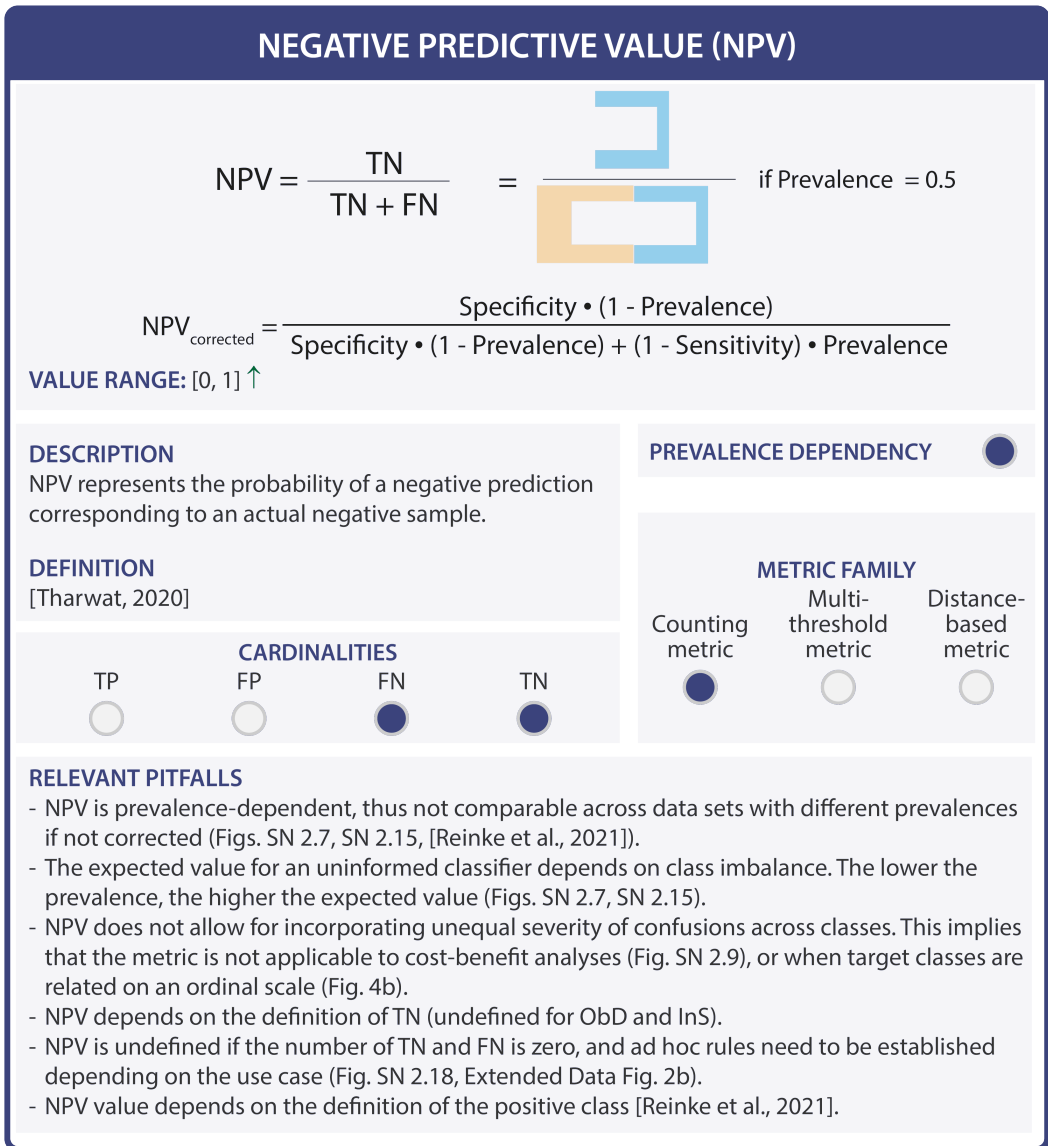 NEGATIVE PREDICTIVE VALUE (NPV)
NPV = TN / TN + FN = if Prevalence = 0.5
NPVcorrected = Specificity • (1 - Prevalence) / Specificity • (1 - Prevalence) + (1 - Sensitivity) • Prevalence
VALUE RANGE: [0, 1] ↑
DESCRIPTION
NPV represents the probability of a negative prediction
corresponding to an actual negative sample.
DEFINITION
[Tharwat, 2020]
CARDINALITIES
TP FP FN TN
PREVALENCE DEPENDENCY
METRIC FAMILY
Counting
metric
Multi-
threshold
metric
Distance-
based
metric
RELEVANT PITFALLS
- NPV is prevalence-dependent, thus not comparable across data sets with different prevalences
if not corrected (Figs. SN 2.7, SN 2.15, [Reinke et al., 2021]).
- The expected value for an uninformed classifier depends on class imbalance. The lower the
prevalence, the higher the expected value (Figs. SN 2.7, SN 2.15).
- NPV does not allow for incorporating unequal severity of confusions across classes. This implies
that the metric is not applicable to cost-benefit analyses (Fig. SN 2.9), or when target classes are
related on an ordinal scale (Fig. 4b).
- NPV depends on the definition of TN (undefined for ObD and InS).
- NPV is undefined if the number of TN and FN is zero, and ad hoc rules need to be established
depending on the use case (Fig. SN 2.18, Extended Data Fig. 2b).
- NPV value depends on the definition of the positive class [Reinke et al., 2021].